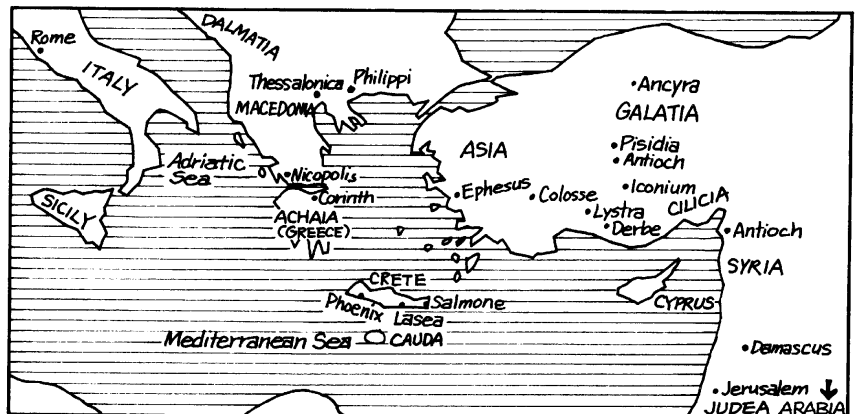 Rome
ITALY
SICILY
Adriatic
Sea
DALMATIA
Thessalonica
Philippi
MACEDONIA
Nicopolis
Corinth
ACHAIA
(GREECE)
CRETE
Phoenix
Lasea
Salmone
CAUDA
Mediterranean Sea
ASIA
Ephesus
Colosse
Ancyra
GALATIA
Pisidia
Antioch
Iconium
Lystra
Derbe
CILICIA
Antioch
SYRIA
CYPRUS
Damascus
Jerusalem
JUDEA ARABIA